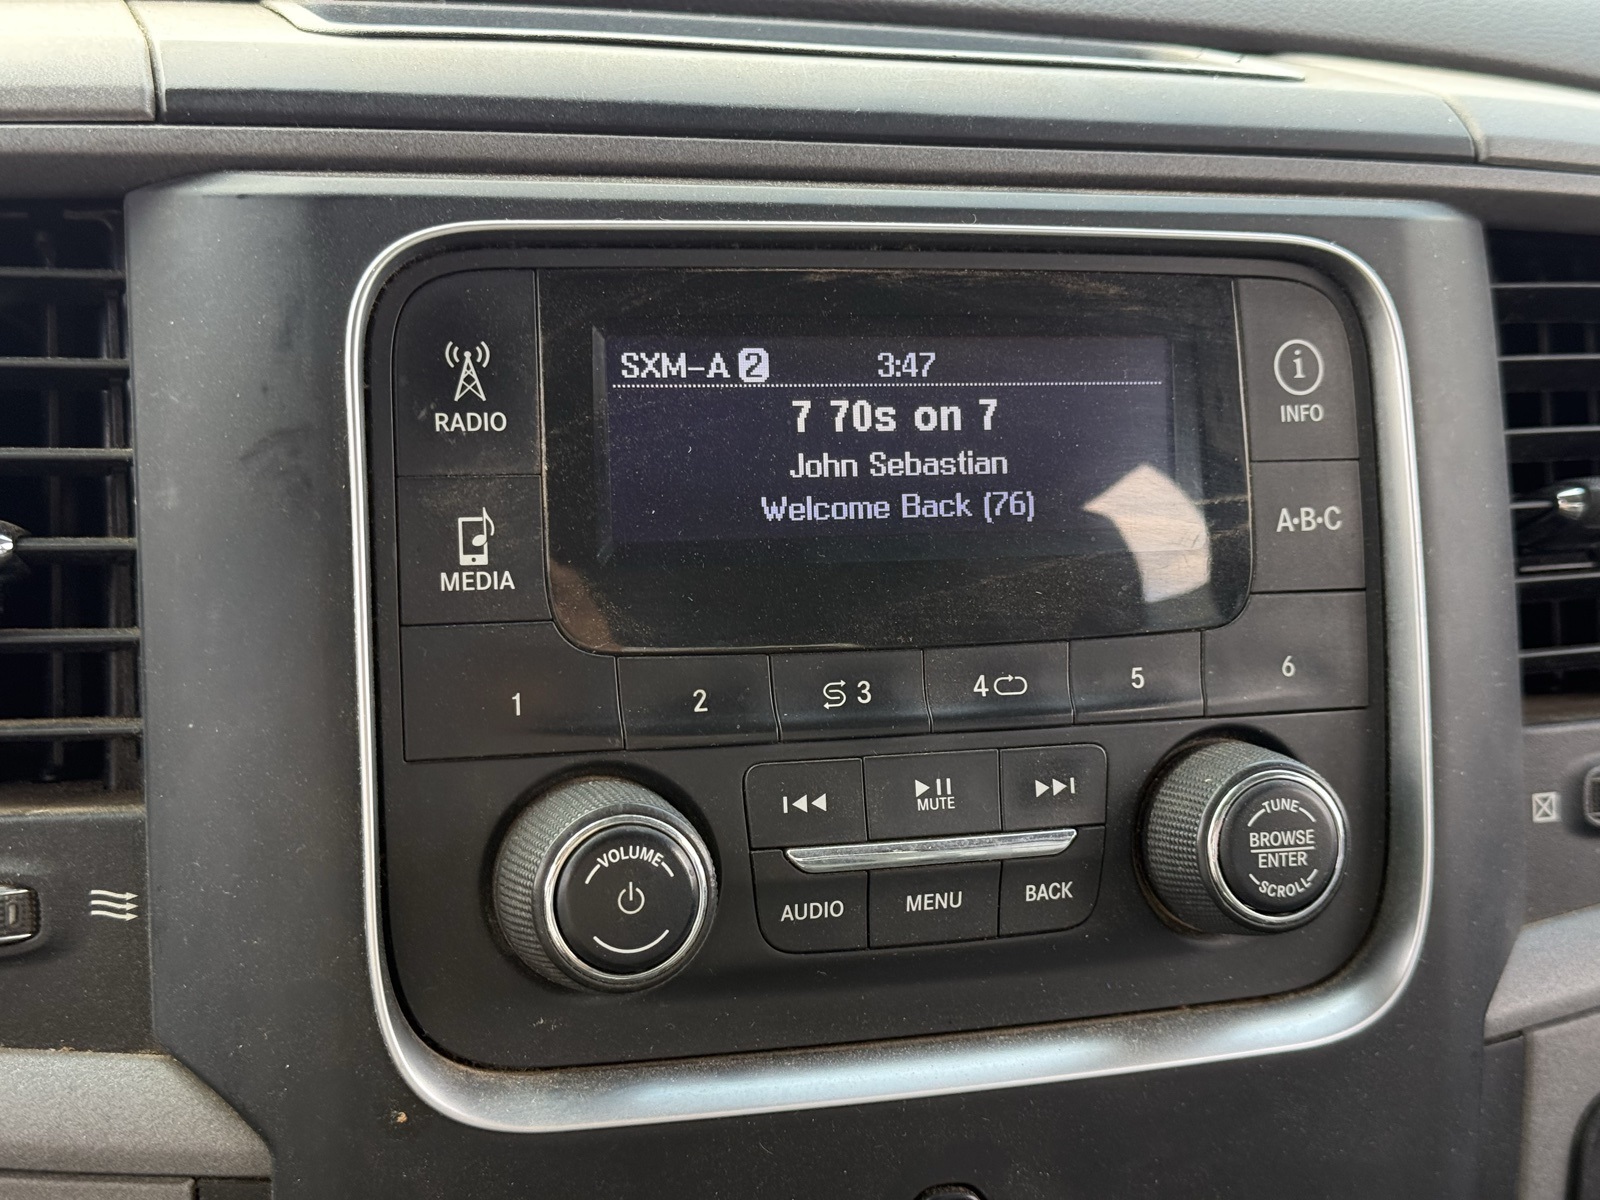 SXM-A 2 3:47
7 70s on 7
John Sebastian
Welcome Back (76)
RADIO
MEDIA
INFO
A•B•C
1 2 3 4 5 6
MUTE
VOLUME
AUDIO MENU BACK
TUNE
BROWSE
ENTER
SCROLL